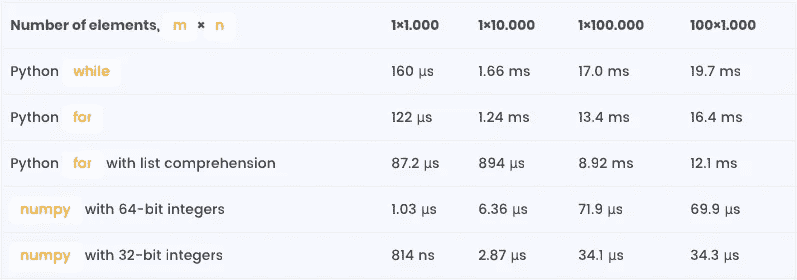 Number of elements, m × n 1×1.000 1×10.000 1×100.000 100×1.000
Python while 160 µs 1.66 ms 17.0 ms 19.7 ms
Python for 122 µs 1.24 ms 13.4 ms 16.4 ms
Python for with list comprehension 87.2 µs 894 µs 8.92 ms 12.1 ms
numpy with 64-bit integers 1.03 µs 6.36 µs 71.9 µs 69.9 µs
numpy with 32-bit integers 814 ns 2.87 µs 34.1 µs 34.3 µs